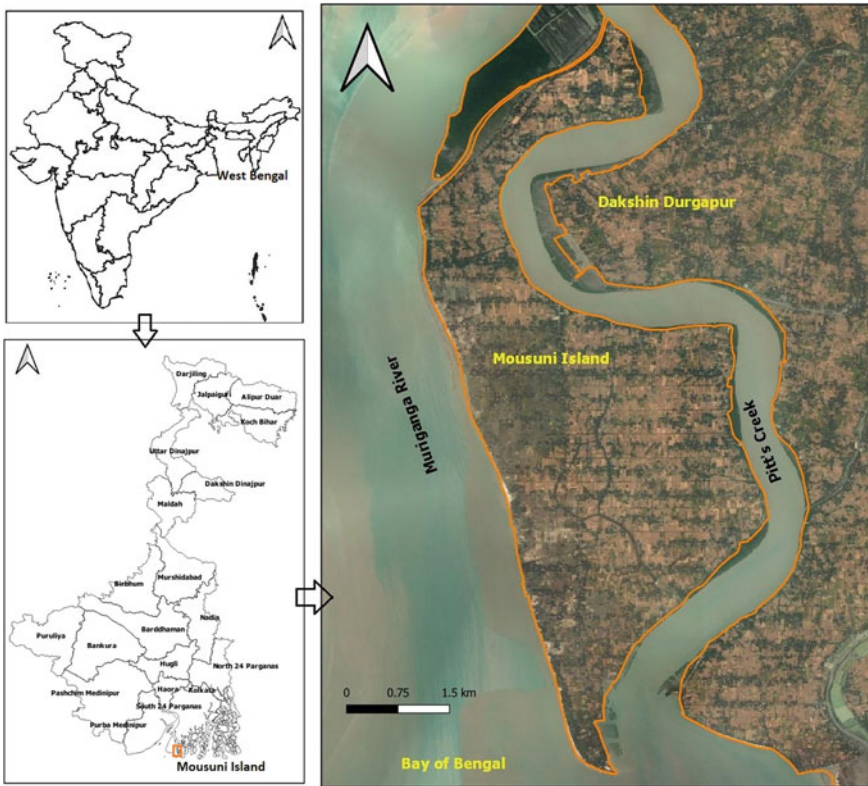 West Bengal
Darjiling
Jalpaiguri
Alipur Duar
Koch Bihar
Uttar Dinajpur
Dakshin Dinajpur
Maldah
Birbhum
Murshidabad
Nadia
Puruliya
Bankura
Barddhaman
Hugli
North 24 Parganas
Pashchim Medinipur
Haora
Kolkata
South 24 Parganas
Purba Medinipur
Mousuni Island
Dakshin Durgapur
Mousuni Island
Muriganga River
Pitt's Creek
0 0.75 1.5 km
Bay of Bengal